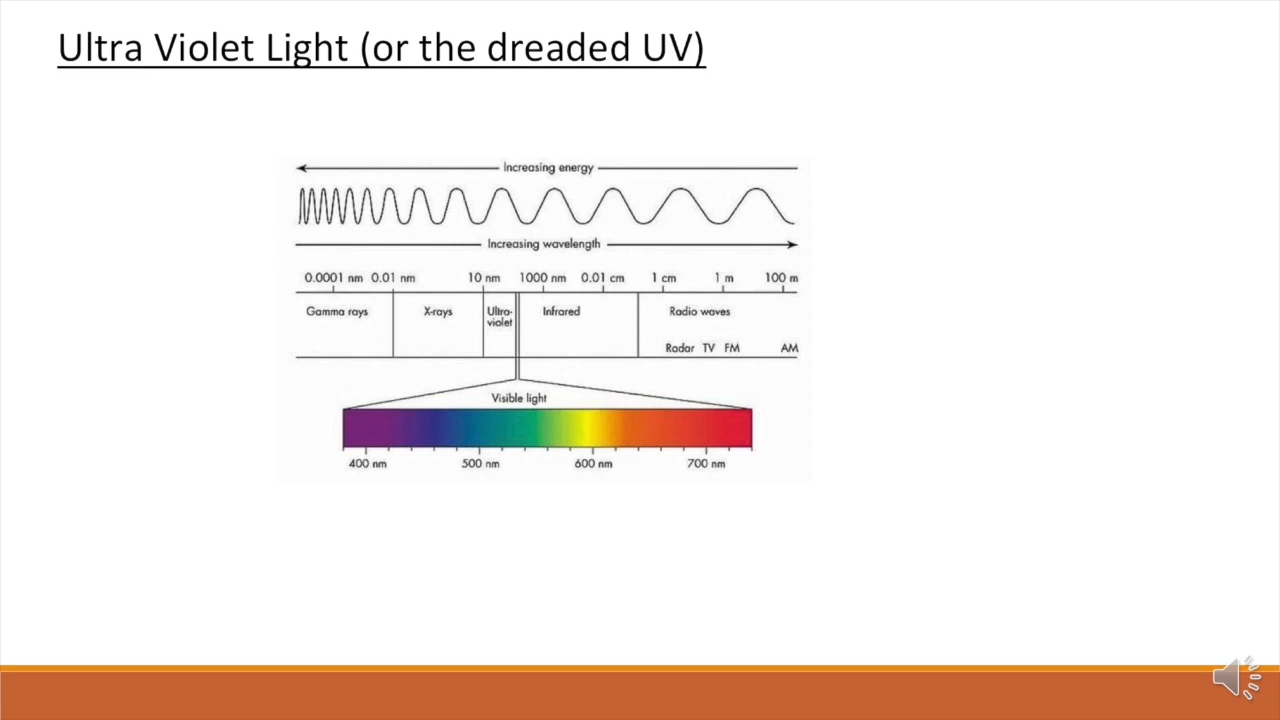 Ultra Violet Light (or the dreaded UV)
Increasing energy
Increasing wavelength
0.0001 nm 0.01 nm 10 nm 1000 nm 0.01 cm 1 cm 1 m 100 m
Gamma rays X-rays Ultra- Infrared Radio waves
violet
Radar TV FM AM
Visible light
400 nm 500 nm 600 nm 700 nm